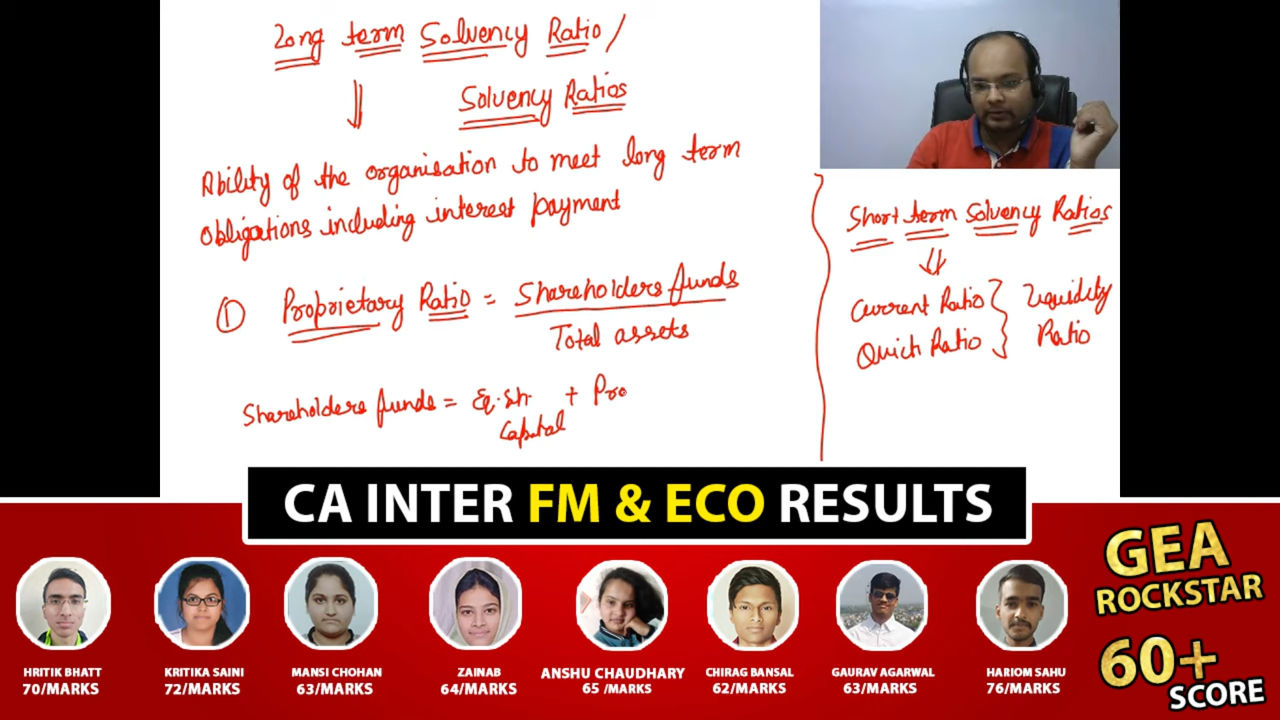 Long term Solvency Ratio/
Solvency Ratios
Ability of the organisation to meet long term
obligations including interest payment
① Proprietary Ratio = Shareholders funds
Total assets
Shareholders funds = Eq. Sh. + Pro
Capital
Short term Solvency Ratios
Current Ratio
Quick Ratio
Liquidity
Ratio
CA INTER FM & ECO RESULTS
HRITIK BHATT
70/MARKS
KRITIKA SAINI
72/MARKS
MANSI CHOHAN
63/MARKS
ZAINAB
64/MARKS
ANSHU CHAUDHARY
65 /MARKS
CHIRAG BANSAL
62/MARKS
GAURAV AGARWAL
63/MARKS
HARIOM SAHU
76/MARKS
GEA
ROCKSTAR
60+
SCORE